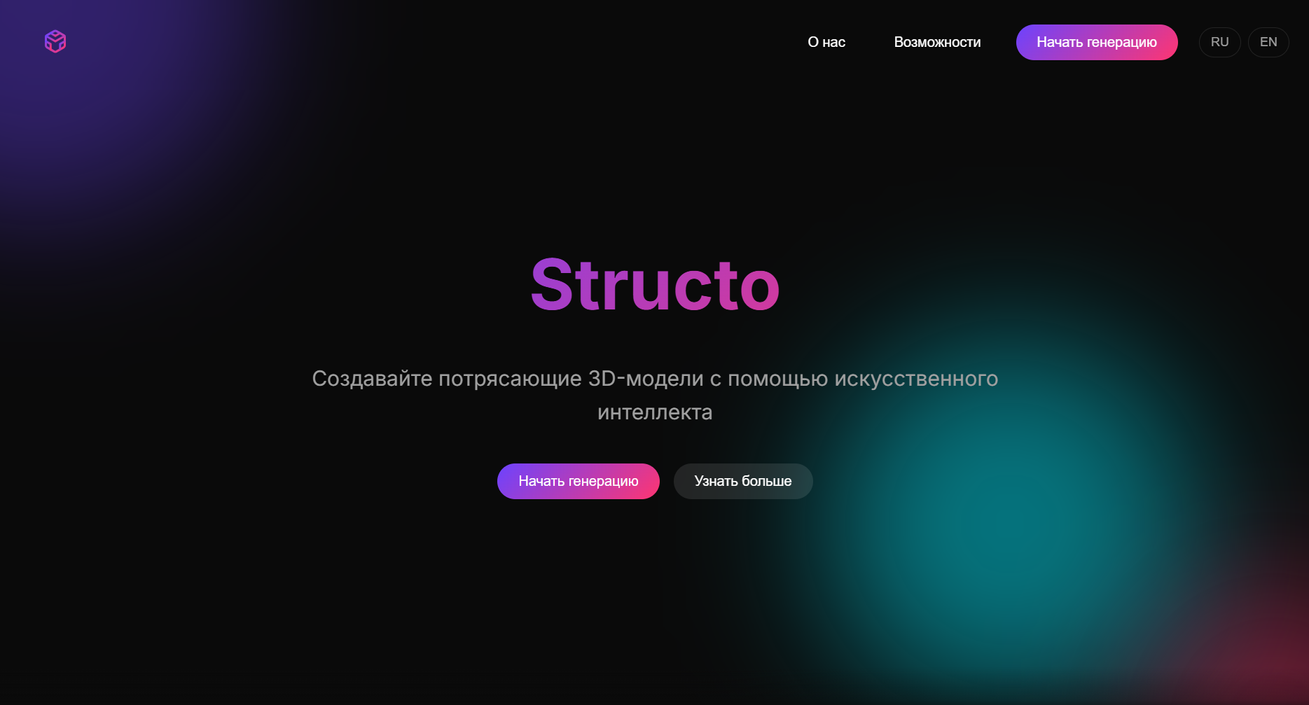 О нас
Возможности
Начать генерацию
RU
EN
Structo
Создавайте потрясающие 3D-модели с помощью искусственного
интеллекта
Начать генерацию
Узнать больше